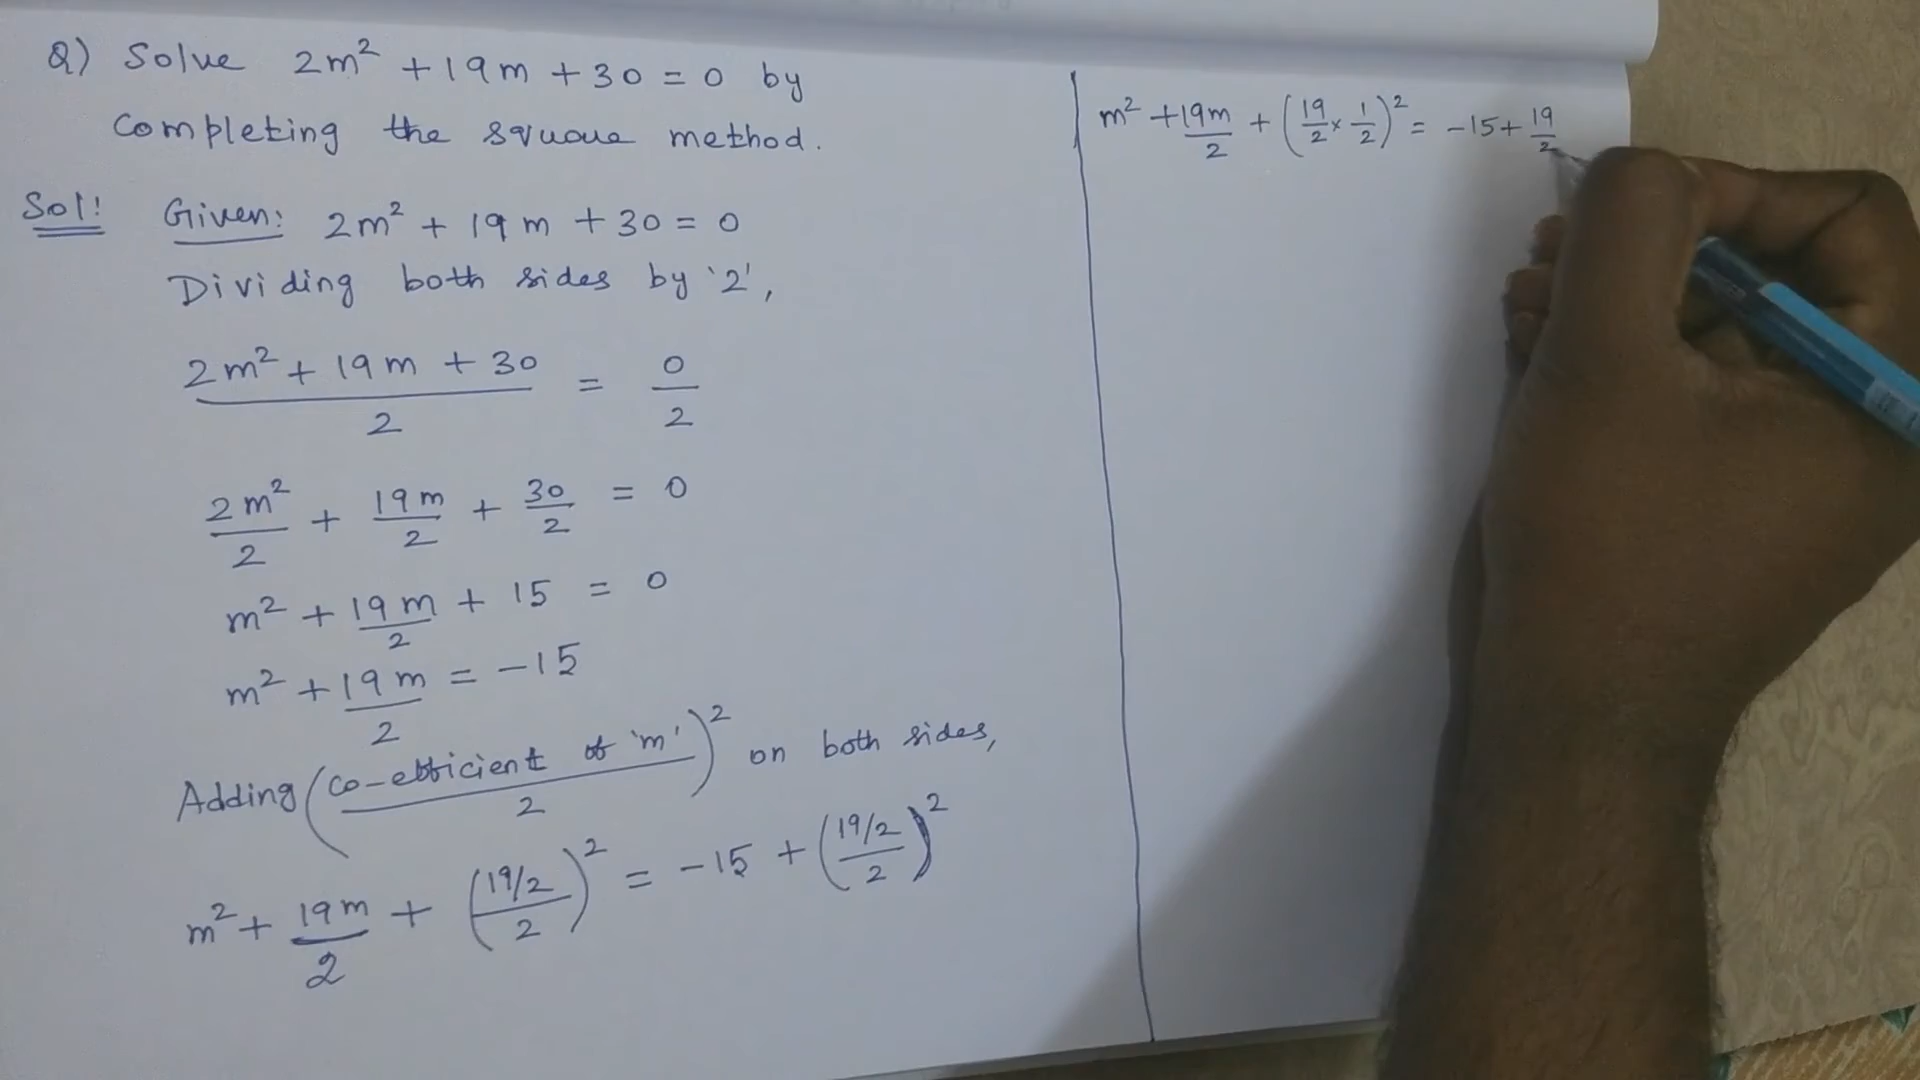 Q) Solve 2m² + 19m + 30 = 0 by
completing the square method.
Sol! Given: 2m² + 19m + 30 = 0
Dividing both sides by '2',
(2m² + 19m + 30)/2 = 0/2
2m²/2 + 19m/2 + 30/2 = 0
m² + 19m/2 + 15 = 0
m² + 19m/2 = -15
Adding (co-efficient of 'm'/2)² on both sides,
m² + 19m/2 + ((19/2)/2)² = -15 + ((19/2)/2)²
m² + 19m/2 + (19/2 × 1/2)² = -15 + 19/2